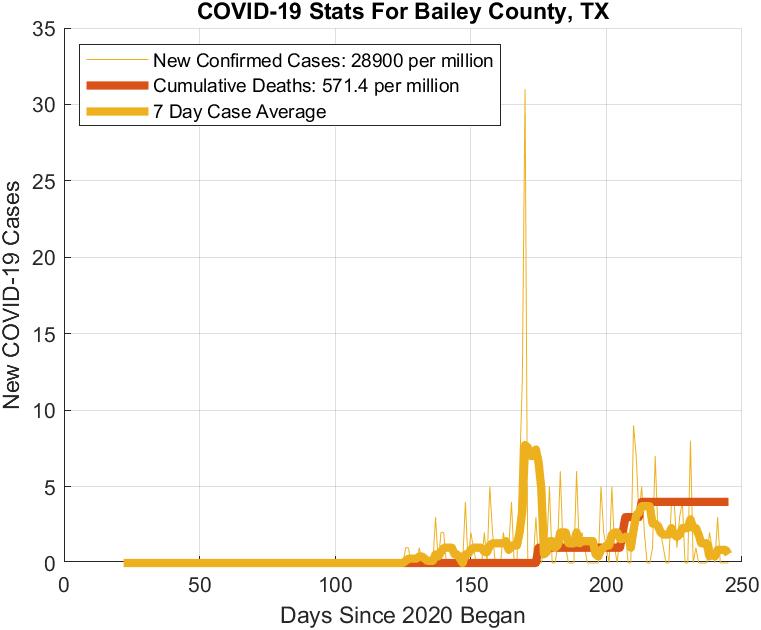 COVID-19 Stats For Bailey County, TX
35
New Confirmed Cases: 28900 per million
Cumulative Deaths: 571.4 per million
7 Day Case Average
30
25
20
15
10
5
0
New COVID-19 Cases
0 50 100 150 200 250
Days Since 2020 Began